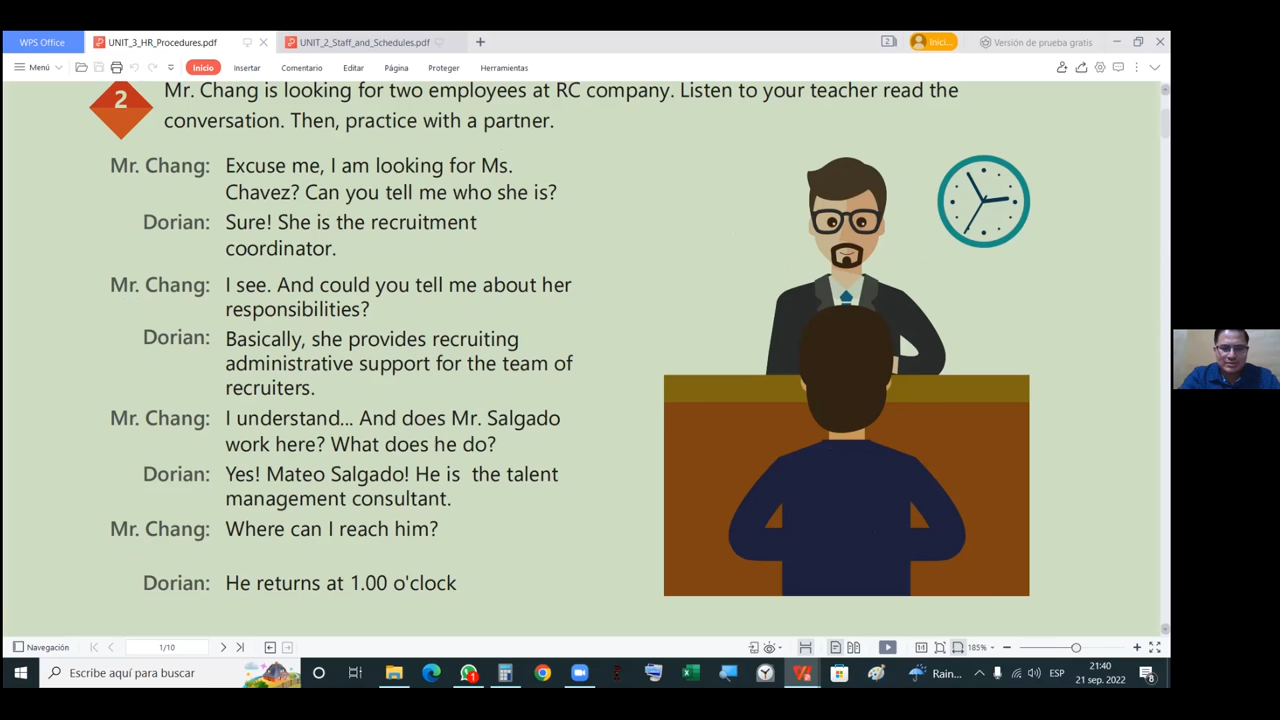 WPS Office
UNIT_3_HR_Procedures.pdf
UNIT_2_Staff_and_Schedules.pdf
2
Inici...
Versión de prueba gratis
Menú
Inicio
Insertar
Comentario
Editar
Página
Proteger
Herramientas
2
Mr. Chang is looking for two employees at RC company. Listen to your teacher read the
conversation. Then, practice with a partner.
Mr. Chang: Excuse me, I am looking for Ms.
Chavez? Can you tell me who she is?
Dorian: Sure! She is the recruitment
coordinator.
Mr. Chang: I see. And could you tell me about her
responsibilities?
Dorian: Basically, she provides recruiting
administrative support for the team of
recruiters.
Mr. Chang: I understand... And does Mr. Salgado
work here? What does he do?
Dorian: Yes! Mateo Salgado! He is the talent
management consultant.
Mr. Chang: Where can I reach him?
Dorian: He returns at 1.00 o'clock
Navegación
1/10
185%
Escribe aquí para buscar
1
Rain...
ESP
21:40
21 sep. 2022
8